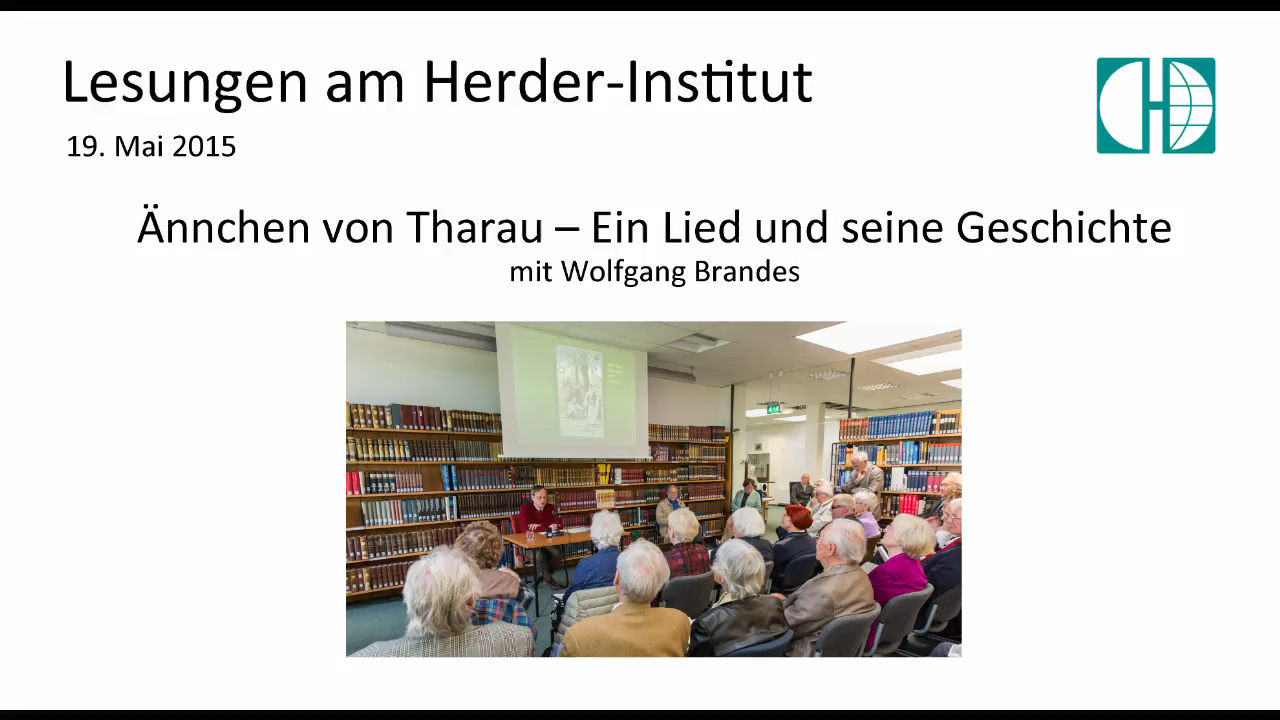 Lesungen am Herder-Institut
19. Mai 2015
Ännchen von Tharau – Ein Lied und seine Geschichte
mit Wolfgang Brandes